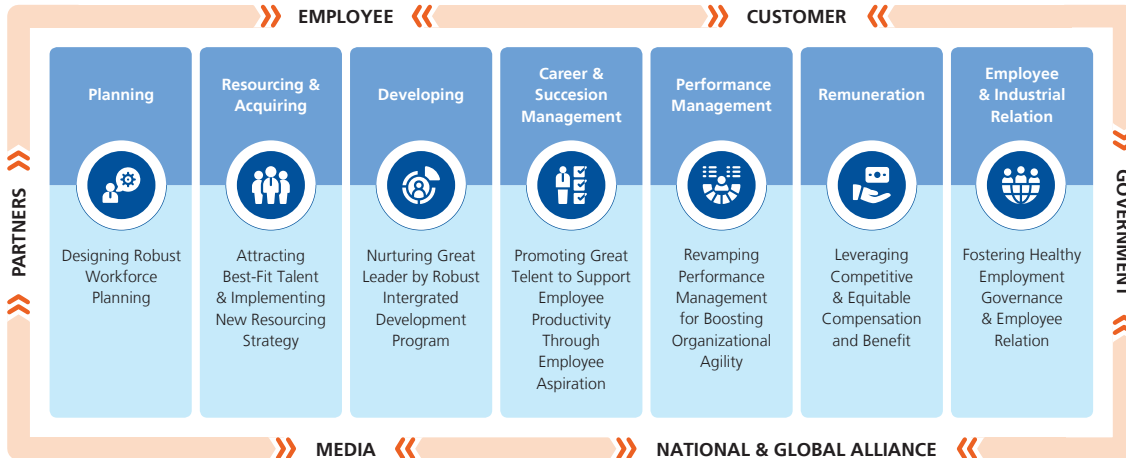 EMPLOYEE
CUSTOMER
PARTNERS
GOVERNMENT
Planning
Designing Robust
Workforce
Planning
Resourcing &
Acquiring
Attracting
Best-Fit Talent
& Implementing
New Resourcing
Strategy
Developing
Nurturing Great
Leader by Robust
Intergrated
Development
Program
Career &
Succesion
Management
Promoting Great
Talent to Support
Employee
Productivity
Through
Employee
Aspiration
Performance
Management
Revamping
Performance
Management
for Boosting
Organizational
Agility
Remuneration
Leveraging
Competitive
& Equitable
Compensation
and Benefit
Employee
& Industrial
Relation
Fostering Healthy
Employment
Governance
& Employee
Relation
MEDIA
NATIONAL & GLOBAL ALLIANCE